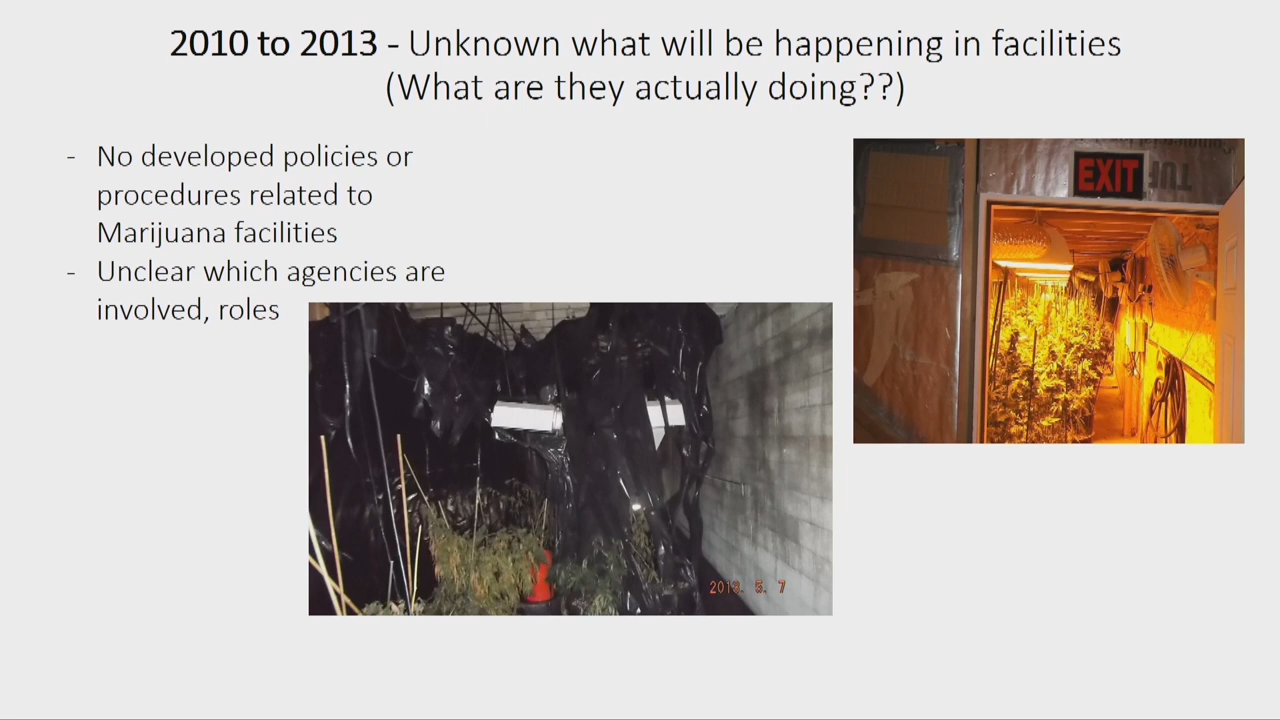 2010 to 2013 - Unknown what will be happening in facilities
(What are they actually doing??)
- No developed policies or
procedures related to
Marijuana facilities
- Unclear which agencies are
involved, roles
EXIT
TUF
5. 7